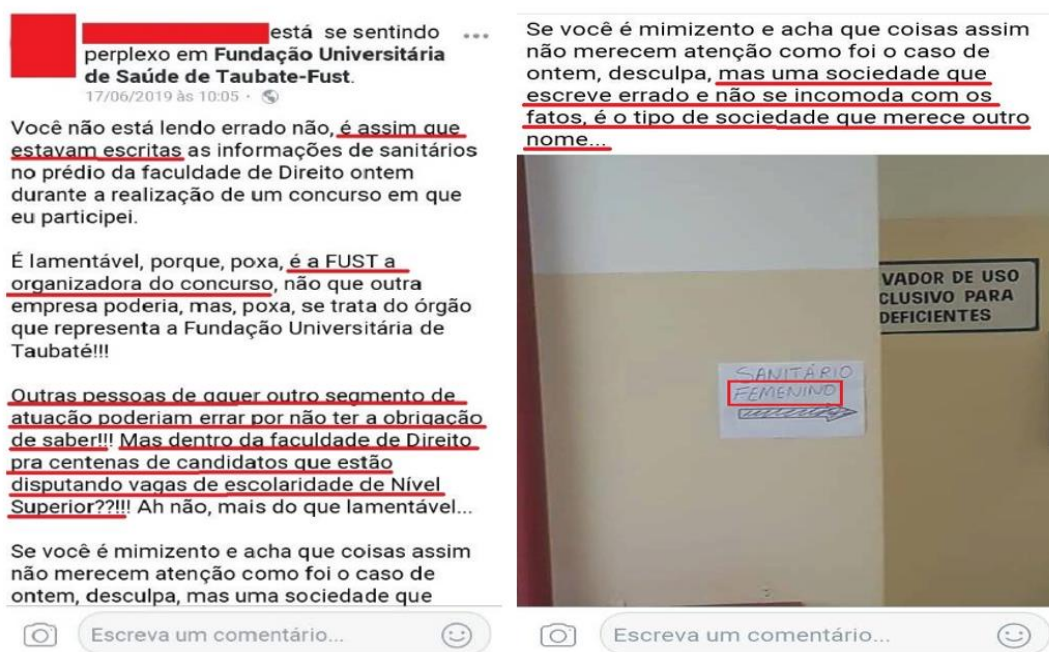 está se sentindo
perplexo em Fundação Universitária
de Saúde de Taubate-Fust.
17/06/2019 às 10:05 ·
Você não está lendo errado não, é assim que
estavam escritas as informações de sanitários
no prédio da faculdade de Direito ontem
durante a realização de um concurso em que
eu participei.
É lamentável, porque, poxa, é a FUST a
organizadora do concurso, não que outra
empresa poderia, mas, poxa, se trata do órgão
que representa a Fundação Universitária de
Taubaté!!!
Outras pessoas de qquer outro segmento de
atuação poderiam errar por não ter a obrigação
de saber!!! Mas dentro da faculdade de Direito
pra centenas de candidatos que estão
disputando vagas de escolaridade de Nível
Superior??!!! Ah não, mais do que lamentável...
Se você é mimizento e acha que coisas assim
não merecem atenção como foi o caso de
ontem, desculpa, mas uma sociedade que
Escreva um comentário...
Se você é mimizento e acha que coisas assim
não merecem atenção como foi o caso de
ontem, desculpa, mas uma sociedade que
escreve errado e não se incomoda com os
fatos, é o tipo de sociedade que merece outro
nome...
VADOR DE USO
CLUSIVO PARA
DEFICIENTES
SANITÁRIO
FEMENINO
Escreva um comentário...